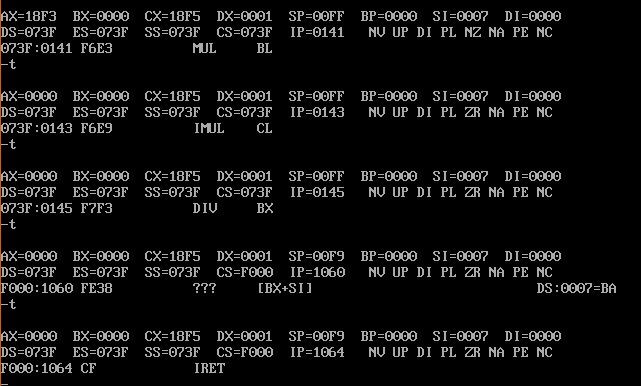 AX=18F3 BX=0000 CX=18F5 DX=0001 SP=00FF BP=0000 SI=0007 DI=0000
DS=073F ES=073F SS=073F CS=073F IP=0141 NV UP DI PL NZ NA PE NC
073F:0141 F6E3 MUL BL
-t
AX=0000 BX=0000 CX=18F5 DX=0001 SP=00FF BP=0000 SI=0007 DI=0000
DS=073F ES=073F SS=073F CS=073F IP=0143 NV UP DI PL ZR NA PE NC
073F:0143 F6E9 IMUL CL
-t
AX=0000 BX=0000 CX=18F5 DX=0001 SP=00FF BP=0000 SI=0007 DI=0000
DS=073F ES=073F SS=073F CS=073F IP=0145 NV UP DI PL ZR NA PE NC
073F:0145 F7F3 DIV BX
-t
AX=0000 BX=0000 CX=18F5 DX=0001 SP=00F9 BP=0000 SI=0007 DI=0000
DS=073F ES=073F SS=073F CS=F000 IP=1060 NV UP DI PL ZR NA PE NC
F000:1060 FE38 ??? [BX+SI] DS:0007=BA
-t
AX=0000 BX=0000 CX=18F5 DX=0001 SP=00F9 BP=0000 SI=0007 DI=0000
DS=073F ES=073F SS=073F CS=F000 IP=1064 NV UP DI PL ZR NA PE NC
F000:1064 CF IRET